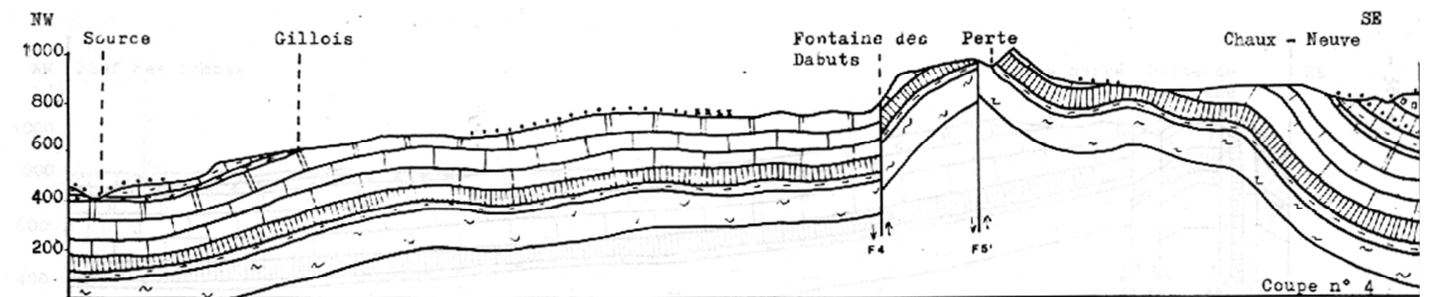 NW
SE
Source
Gillois
Fontaine des
Dabuts
Perte
Chaux - Neuve
1000
800
600
400
200
F4
F5'
Coupe n° 4